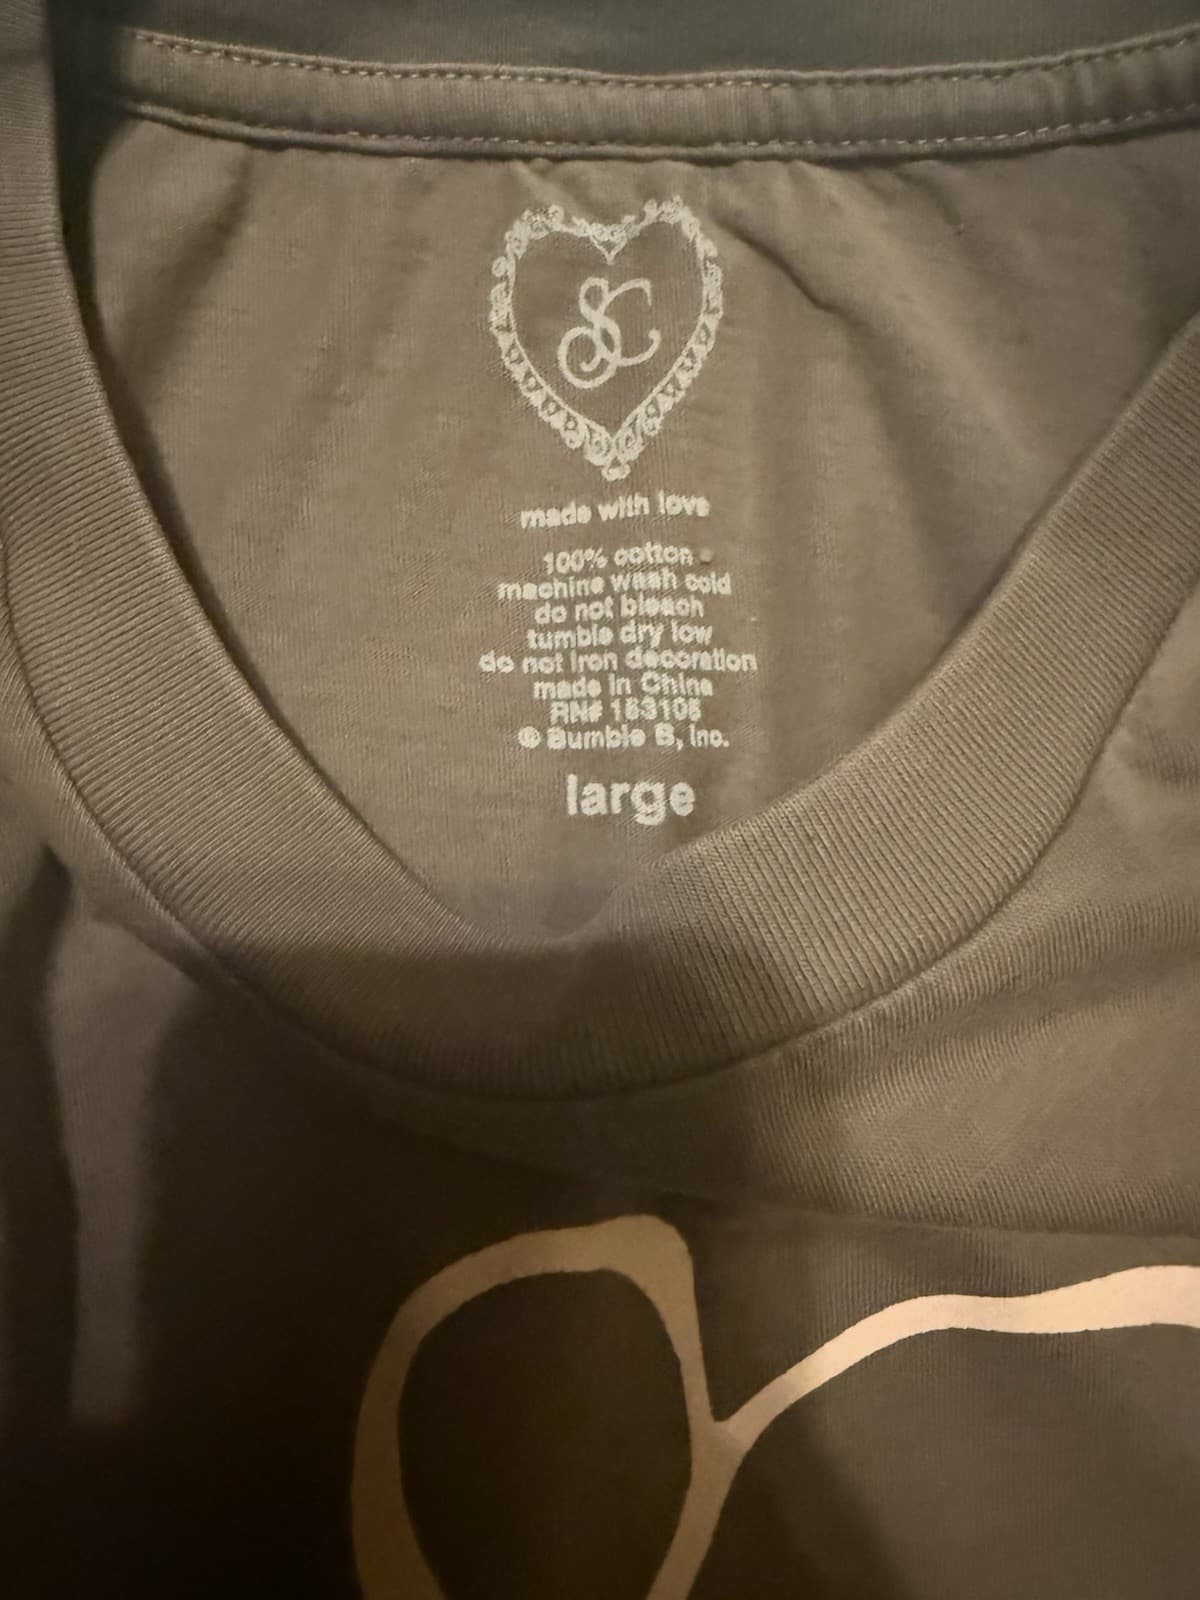 SC
made with love
100% cotton
machine wash cold
do not bleach
tumble dry low
do not iron decoration
made in China
RN# 163106
© Bumble B, Inc.
large